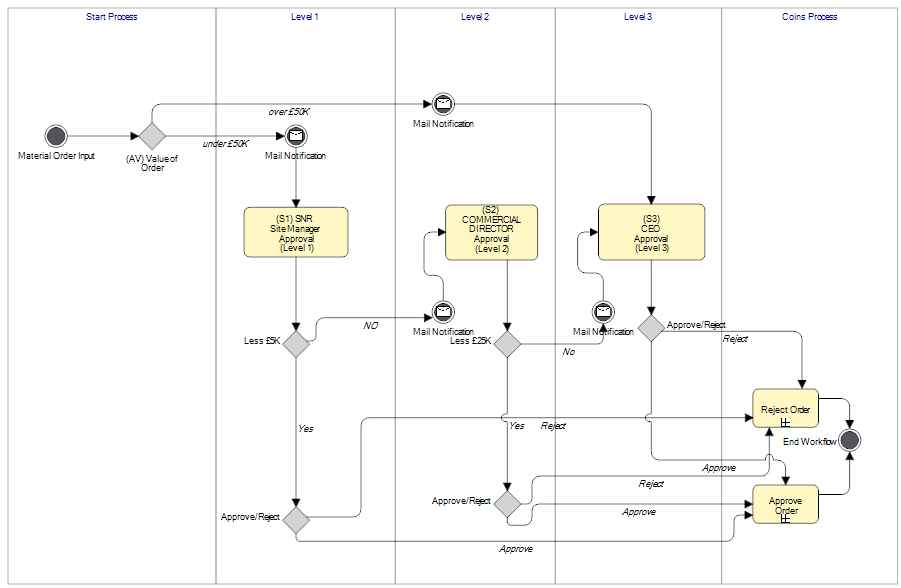 Start Process
Level 1
Level 2
Level 3
Coins Process
over £50K
Mail Notification
Material Order Input
(AV) Value of
Order
under £50K
Mail Notification
(S1) SNR
Site Manager
Approval
(Level 1)
(S2)
COMMERCIAL
DIRECTOR
Approval
(Level 2)
(S3)
CEO
Approval
(Level 3)
Less £5K
NO
Mail Notification
Less £25K
No
Mail Notification
Approve/Reject
Reject
Yes
Yes
Reject
Reject Order
End Workflow
Approve
Reject
Approve/Reject
Approve
Approve
Order
Approve/Reject
Approve